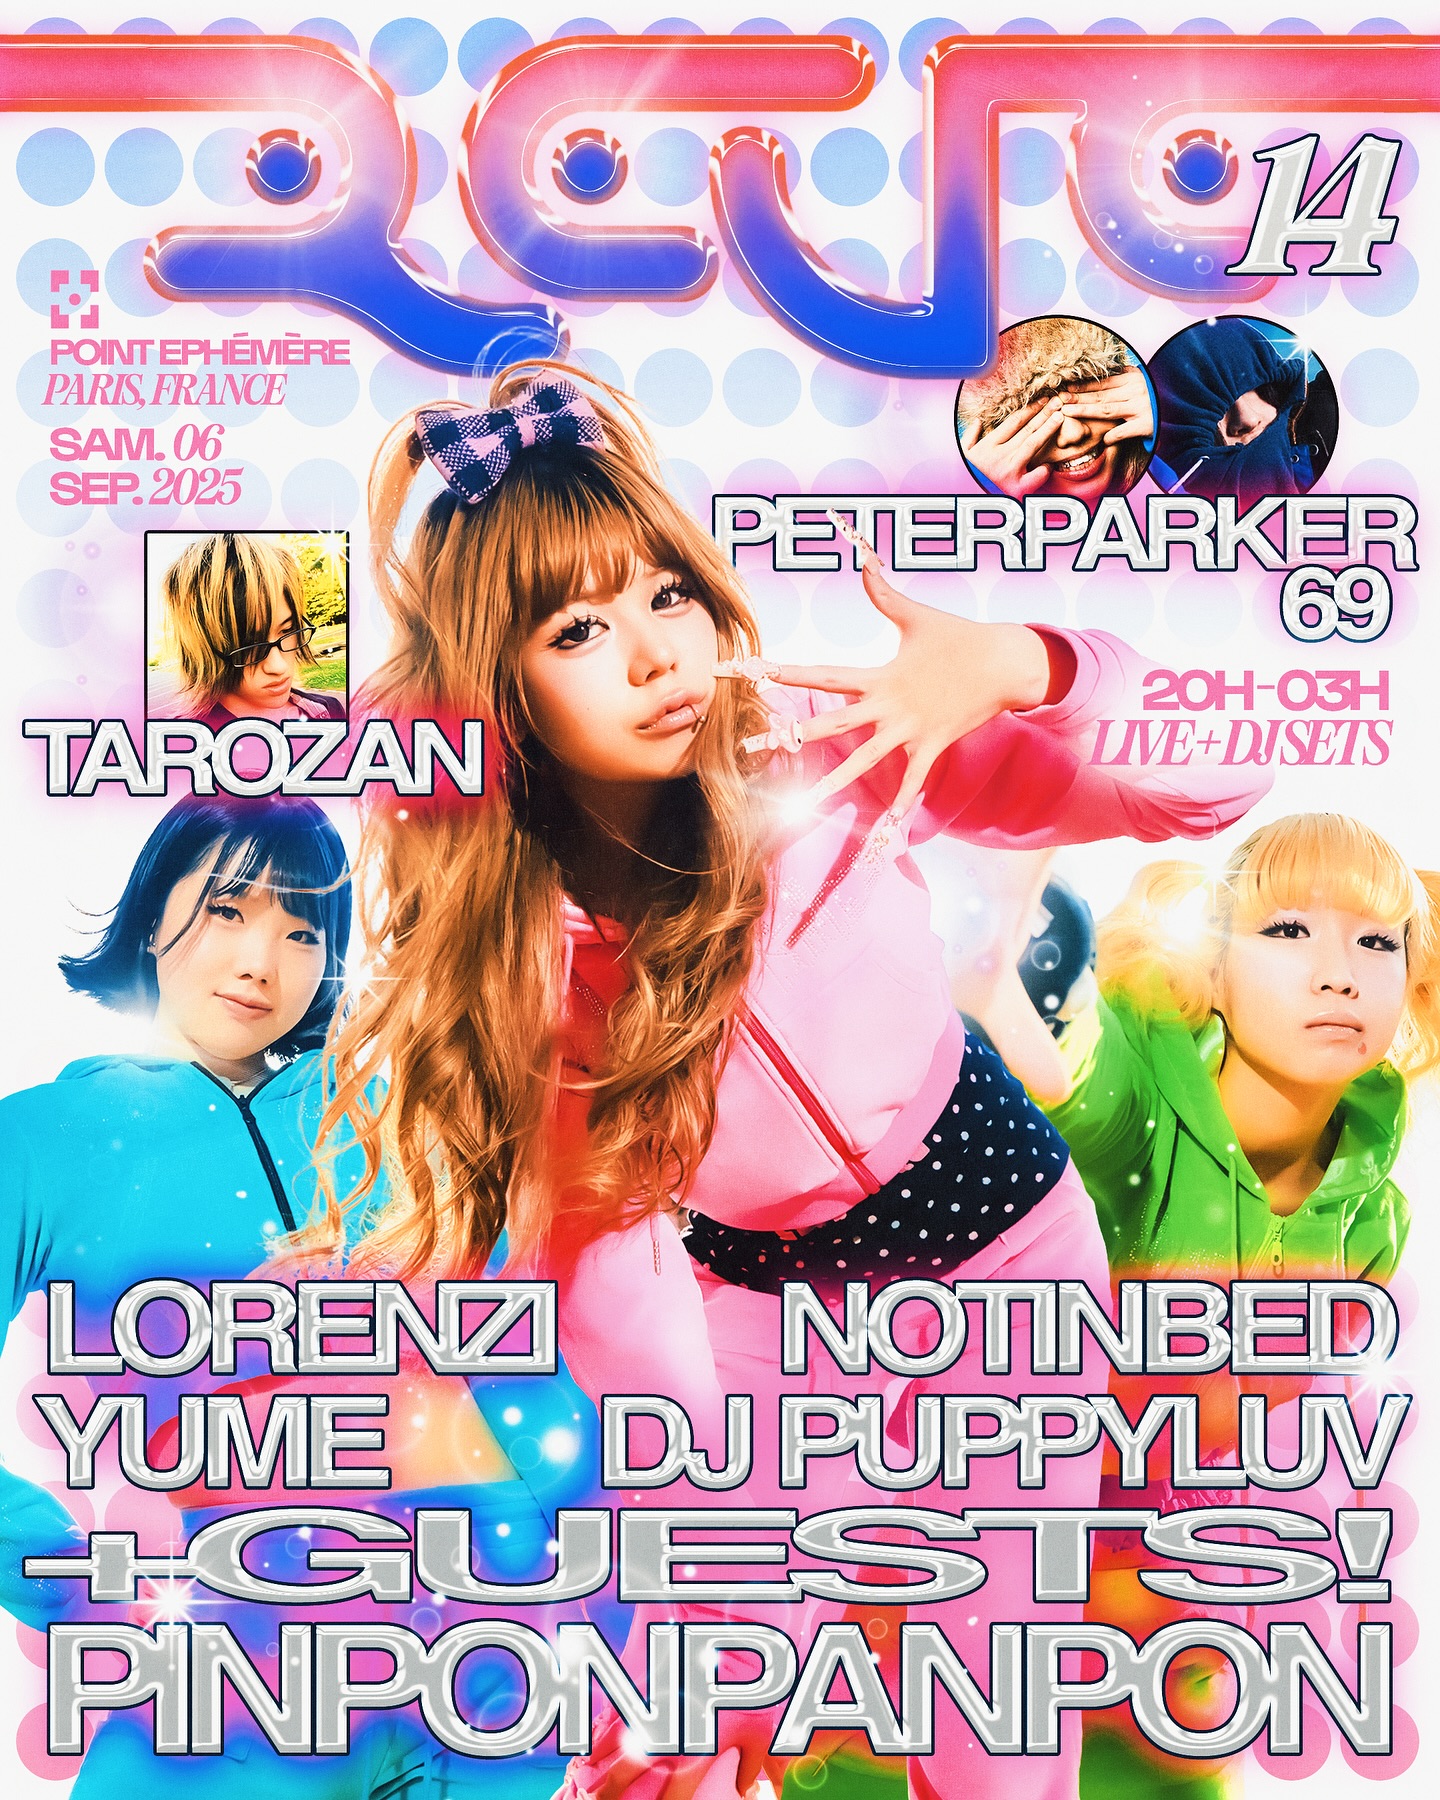 14
POINT EPHÉMÈRE
PARIS, FRANCE
SAM. 06
SEP. 2025
PETERPARKER
69
20H-03H
LIVE + DJ SETS
TAROZAN
LORENZI
NOTINBED
YUME
DJ PUPPYLUV
+GUESTS!
PINPONPANPON